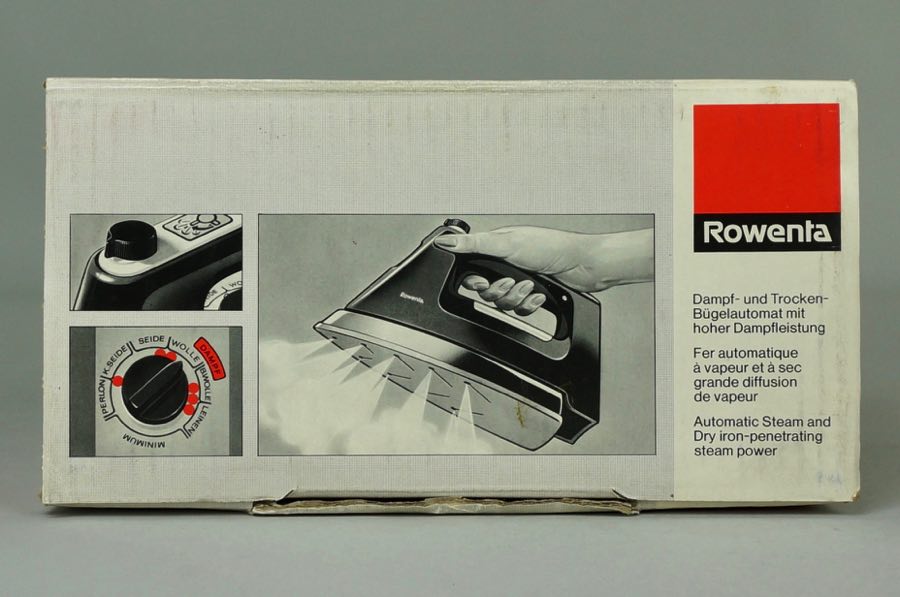 Rowenta
Dampf- und Trocken-
Bügelautomat mit
hoher Dampfleistung
Fer automatique
à vapeur et à sec
grande diffusion
de vapeur
Automatic Steam and
Dry iron-penetrating
steam power
Rowenta
PERLON
K.SEIDE
SEIDE
WOLLE
DAMPF
B.WOLLE
LEINEN
MINIMUM